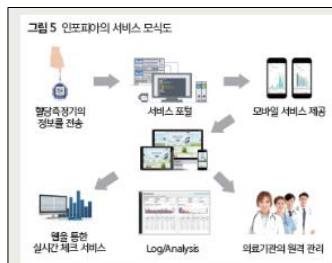 그림 5 인포피아의 서비스 모식도
혈당측정기의
정보를 전송
서비스 포털
모바일 서비스 제공
웹을 통한
실시간 체크 서비스
Log/Analysis
의료기관의 원격 관리